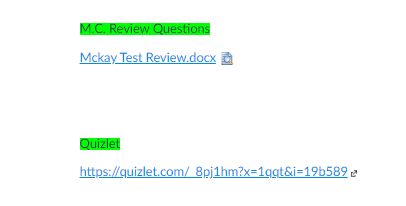 M.C. Review Questions
Mckay Test Review.docx
Quizlet
https://quizlet.com/_8pj1hm?x=1qqt&i=19b589